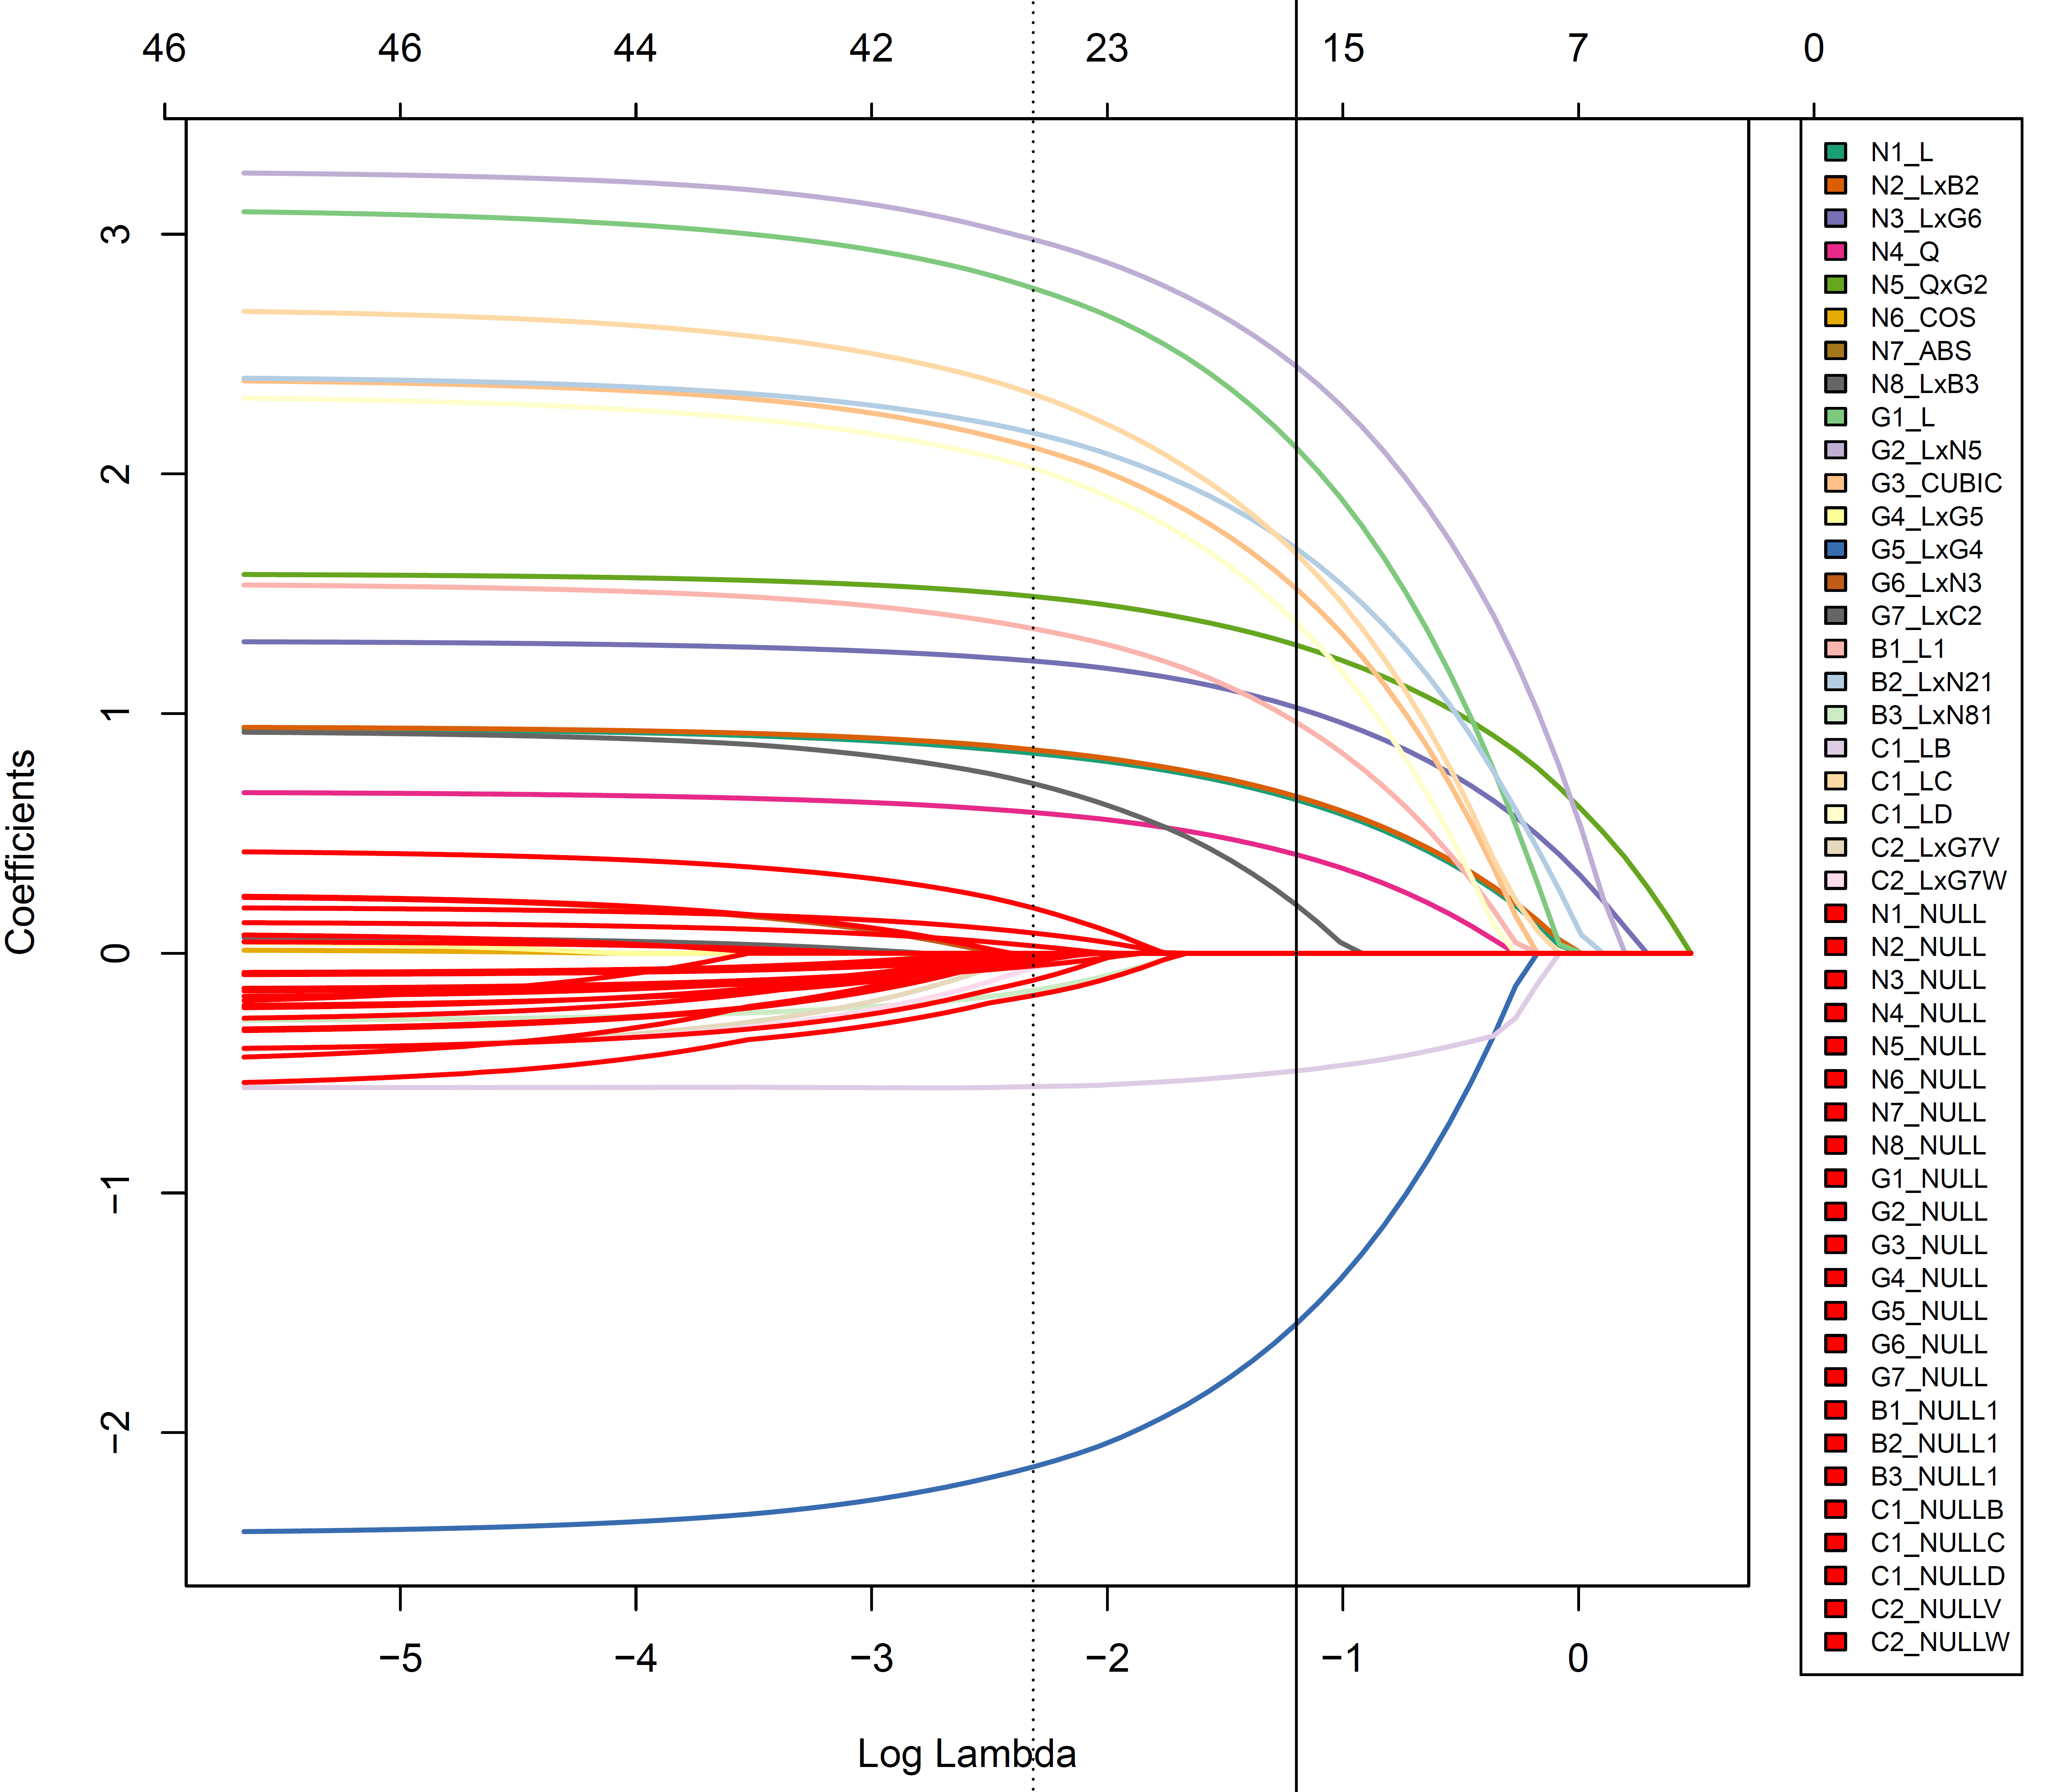 46 46 44 42 23 15 7 0
Coefficients
3
2
1
0
−1
−2
−5 −4 −3 −2 −1 0
Log Lambda
N1_L
N2_LxB2
N3_LxG6
N4_Q
N5_QxG2
N6_COS
N7_ABS
N8_LxB3
G1_L
G2_LxN5
G3_CUBIC
G4_LxG5
G5_LxG4
G6_LxN3
G7_LxC2
B1_L1
B2_LxN21
B3_LxN81
C1_LB
C1_LC
C1_LD
C2_LxG7V
C2_LxG7W
N1_NULL
N2_NULL
N3_NULL
N4_NULL
N5_NULL
N6_NULL
N7_NULL
N8_NULL
G1_NULL
G2_NULL
G3_NULL
G4_NULL
G5_NULL
G6_NULL
G7_NULL
B1_NULL1
B2_NULL1
B3_NULL1
C1_NULLB
C1_NULLC
C1_NULLD
C2_NULLV
C2_NULLW